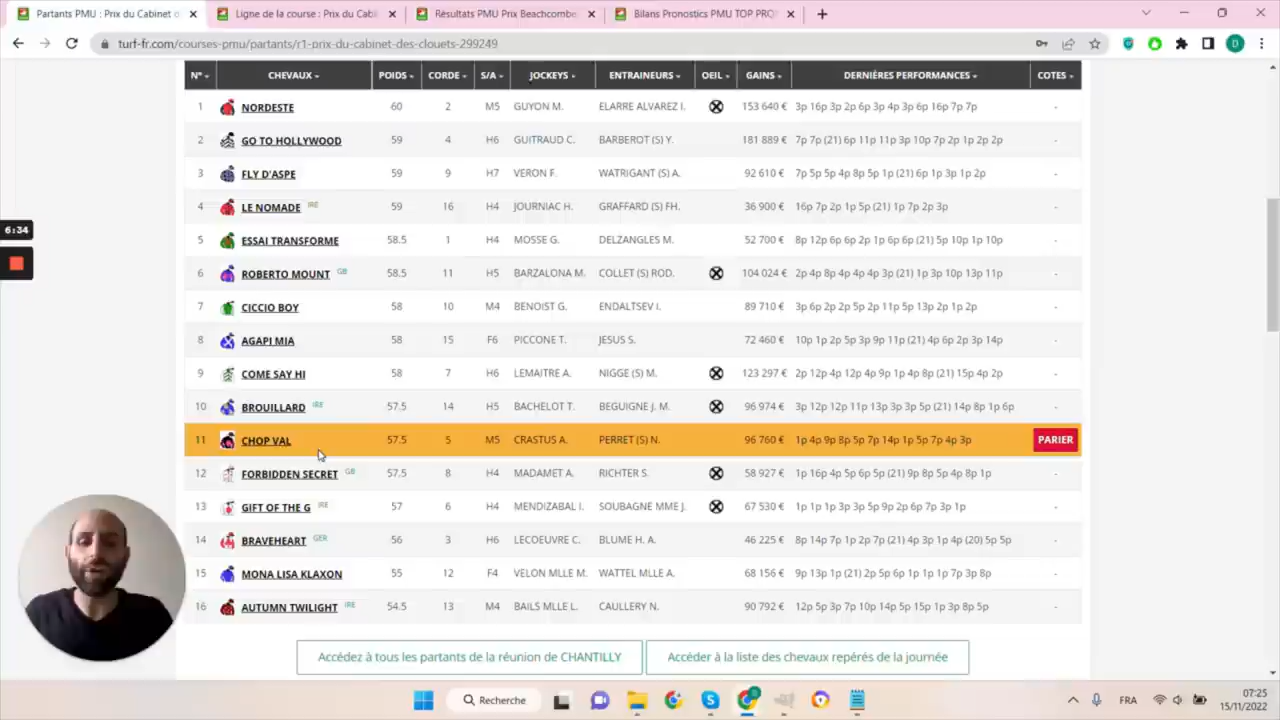 Partants PMU : Prix du Cabinet d
Ligne de la course : Prix du Cabi
Résultats PMU Prix Beachcombe
Bilans Pronostics PMU TOP PRO
turf-fr.com/courses-pmu/partants/r1-prix-du-cabinet-des-clouets-299249
D
N° CHEVAUX POIDS CORDE S/A JOCKEYS ENTRAINEURS OEIL GAINS DERNIÈRES PERFORMANCES COTES
1 NORDESTE 60 2 M5 GUYON M. ELARRE ALVAREZ I. 153 640 € 3p 16p 3p 2p 6p 3p 4p 3p 6p 16p 7p 7p -
2 GO TO HOLLYWOOD 59 4 H6 GUITRAUD C. BARBEROT (S) Y. 181 889 € 7p 7p (21) 6p 11p 11p 3p 10p 7p 2p 1p 2p 2p -
3 FLY D'ASPE 59 9 H7 VERON F. WATRIGANT (S) A. 92 610 € 7p 5p 5p 4p 8p 5p 1p (21) 6p 1p 3p 1p 2p -
4 LE NOMADE IRE 59 16 H4 JOURNIAC H. GRAFFARD (S) FH. 36 900 € 16p 7p 2p 1p 5p (21) 1p 7p 2p 3p -
5 ESSAI TRANSFORME 58.5 1 H4 MOSSE G. DELZANGLES M. 52 700 € 8p 12p 6p 6p 2p 1p 6p 6p (21) 5p 10p 1p 10p -
6 ROBERTO MOUNT GB 58.5 11 H5 BARZALONA M. COLLET (S) ROD. 104 024 € 2p 4p 8p 4p 4p 4p 3p (21) 1p 3p 10p 13p 11p -
7 CICCIO BOY 58 10 M4 BENOIST G. ENDALTSEV I. 89 710 € 3p 6p 2p 2p 5p 2p 11p 5p 13p 2p 1p 2p -
8 AGAPI MIA 58 15 F6 PICCONE T. JESUS S. 72 460 € 10p 1p 2p 5p 3p 9p 11p (21) 4p 6p 2p 3p 14p -
9 COME SAY HI 58 7 H6 LEMAITRE A. NIGGE (S) M. 123 297 € 2p 12p 4p 12p 4p 9p 1p 4p 8p (21) 15p 4p 2p -
10 BROUILLARD IRE 57.5 14 H5 BACHELOT T. BEGUIGNE J. M. 96 974 € 3p 12p 12p 11p 13p 3p 3p 5p (21) 14p 8p 1p 6p -
11 CHOP VAL 57.5 5 M5 CRASTUS A. PERRET (S) N. 96 760 € 1p 4p 9p 8p 5p 7p 14p 1p 5p 7p 4p 3p PARIER
12 FORBIDDEN SECRET GB 57.5 8 H4 MADAMET A. RICHTER S. 58 927 € 1p 16p 4p 5p 6p 5p (21) 9p 8p 5p 4p 8p 1p -
13 GIFT OF THE G IRE 57 6 H4 MENDIZABAL I. SOUBAGNE MME J. 67 530 € 1p 1p 1p 3p 3p 5p 9p 2p 6p 7p 3p 1p -
14 BRAVEHEART GER 56 3 H6 LECOEUVRE C. BLUME H. A. 46 225 € 8p 14p 7p 1p 2p 7p (21) 4p 3p 1p 4p (20) 5p 5p -
15 MONA LISA KLAXON 55 12 F4 VELON MLLE M. WATTEL MLLE A. 68 156 € 9p 13p 1p (21) 2p 5p 6p 1p 1p 1p 7p 3p 8p -
16 AUTUMN TWILIGHT IRE 54.5 13 M4 BAILS MLLE L. CAULLERY N. 90 792 € 12p 5p 3p 7p 10p 14p 5p 15p 1p 3p 8p 5p -
6:34
Accédez à tous les partants de la réunion de CHANTILLY
Accéder à la liste des chevaux repérés de la journée
Recherche
FRA
07:25
15/11/2022